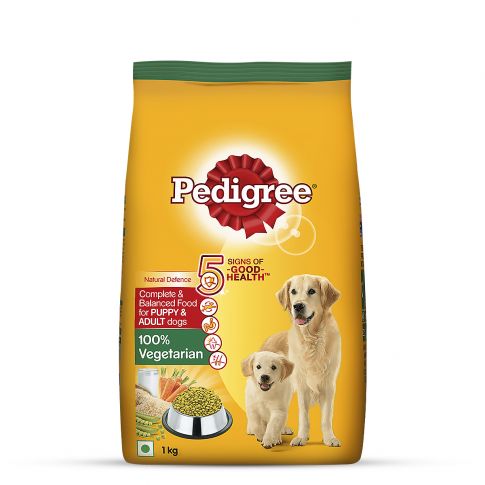 Pedigree®
Natural Defence
5 SIGNS OF
-GOOD-
HEALTH™
Complete &
Balanced Food
for PUPPY &
ADULT dogs
100%
Vegetarian
1 kg